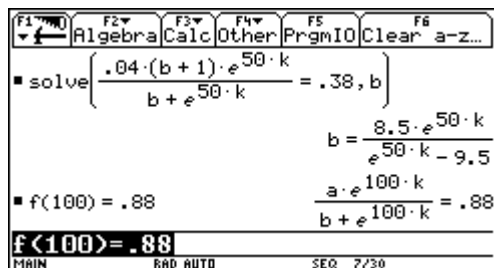 F1 F2 F3 F4 F5 F6
Algebra Calc Other PrgmIO Clear a-z…
▪ solve(.04·(b + 1)·e^50·k / b + e^50·k = .38, b)
b = 8.5·e^50·k / e^50·k - 9.5
▪ f(100) = .88 a·e^100·k / b + e^100·k = .88
f(100)=.88
MAIN RAD AUTO SEQ 7/30